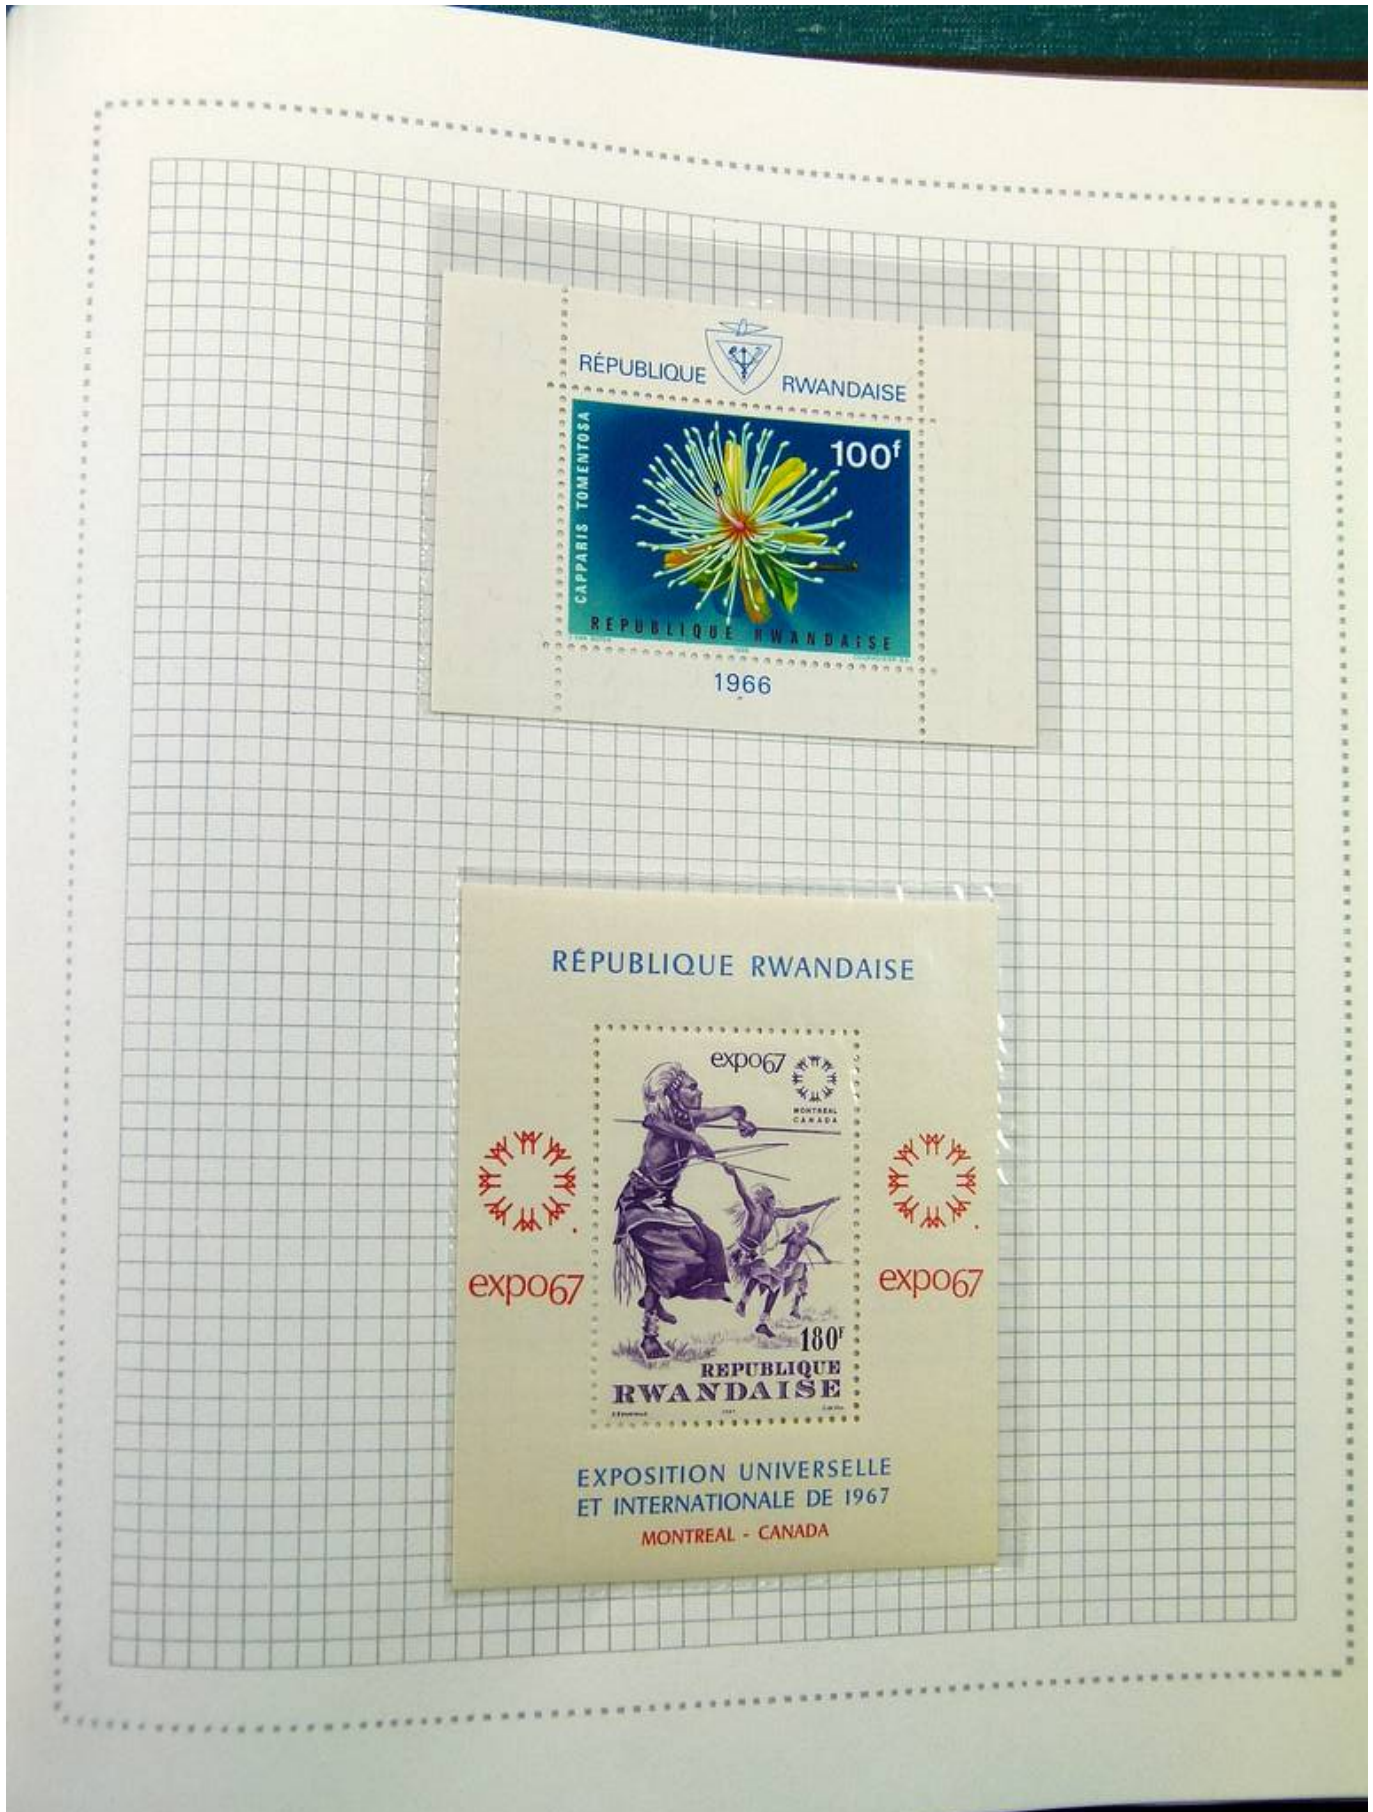 RÉPUBLIQUE RWANDAISE
CAPPARIS TOMENTOSA
100f
REPUBLIQUE RWANDAISE
1966
RÉPUBLIQUE RWANDAISE
expo67
MONTREAL
CANADA
expo67
expo67
180F
REPUBLIQUE
RWANDAISE
EXPOSITION UNIVERSELLE
ET INTERNATIONALE DE 1967
MONTREAL - CANADA